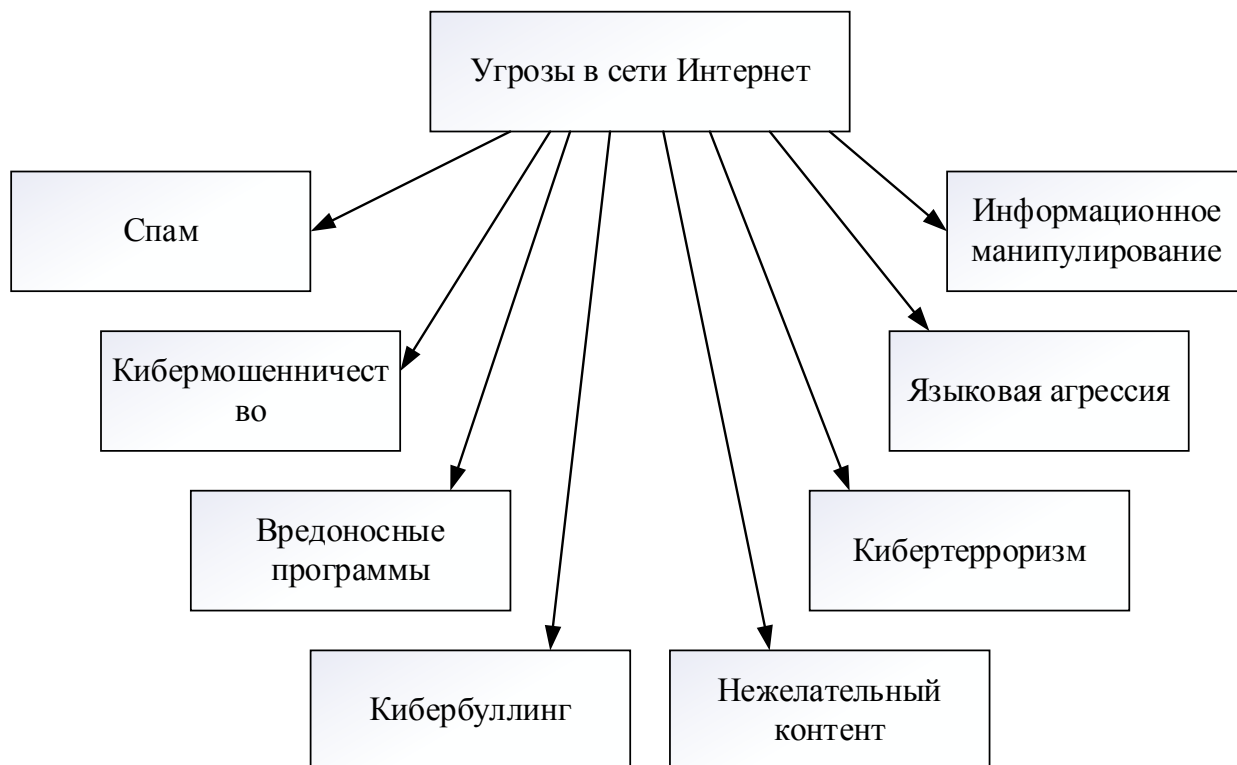 Угрозы в сети Интернет
Спам
Информационное
манипулирование
Кибермошенничест
во
Языковая агрессия
Вредоносные
программы
Кибертерроризм
Кибербуллинг
Нежелательный
контент